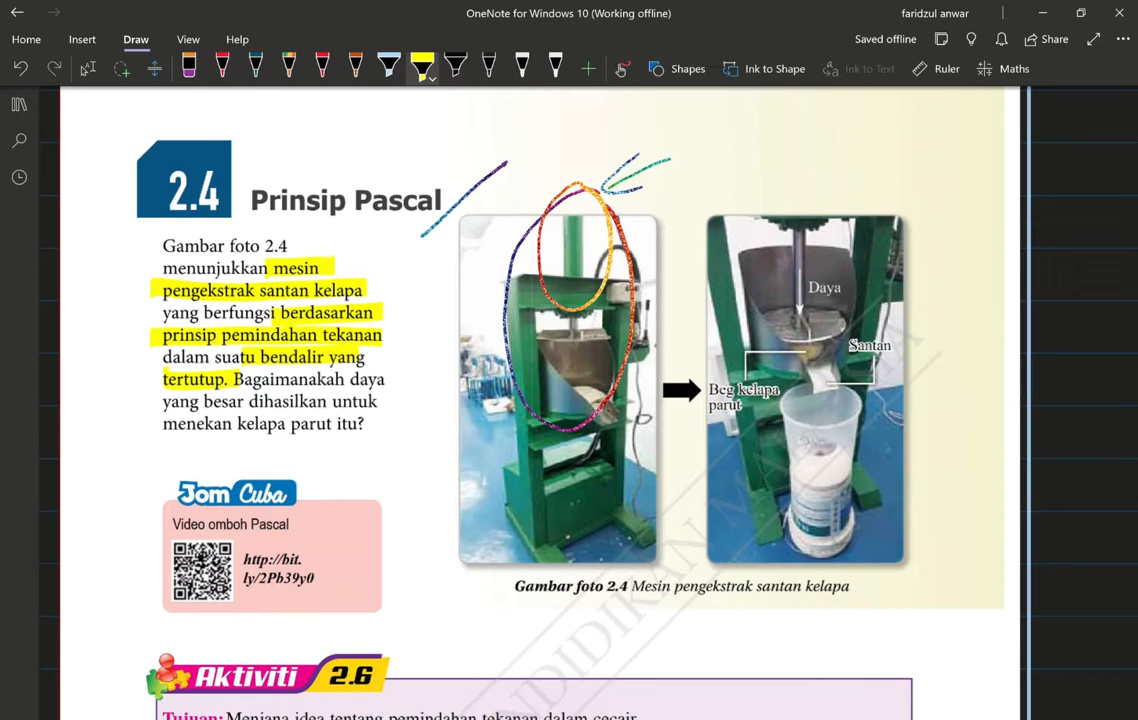 OneNote for Windows 10 (Working offline)
faridzul anwar
Home
Insert
Draw
View
Help
Saved offline
Share
Shapes
Ink to Shape
Ink to Text
Ruler
Maths
2.4
Prinsip Pascal
Gambar foto 2.4
menunjukkan mesin
pengekstrak santan kelapa
yang berfungsi berdasarkan
prinsip pemindahan tekanan
dalam suatu bendalir yang
tertutup. Bagaimanakah daya
yang besar dihasilkan untuk
menekan kelapa parut itu?
Daya
Santan
Beg kelapa
parut
Jom Cuba
Video omboh Pascal
http://bit.
ly/2Pb39y0
Gambar foto 2.4 Mesin pengekstrak santan kelapa
NDIDIKAN M
Aktiviti 2.6
Tujuan: Menjana idea tentang pemindahan tekanan dalam cecair